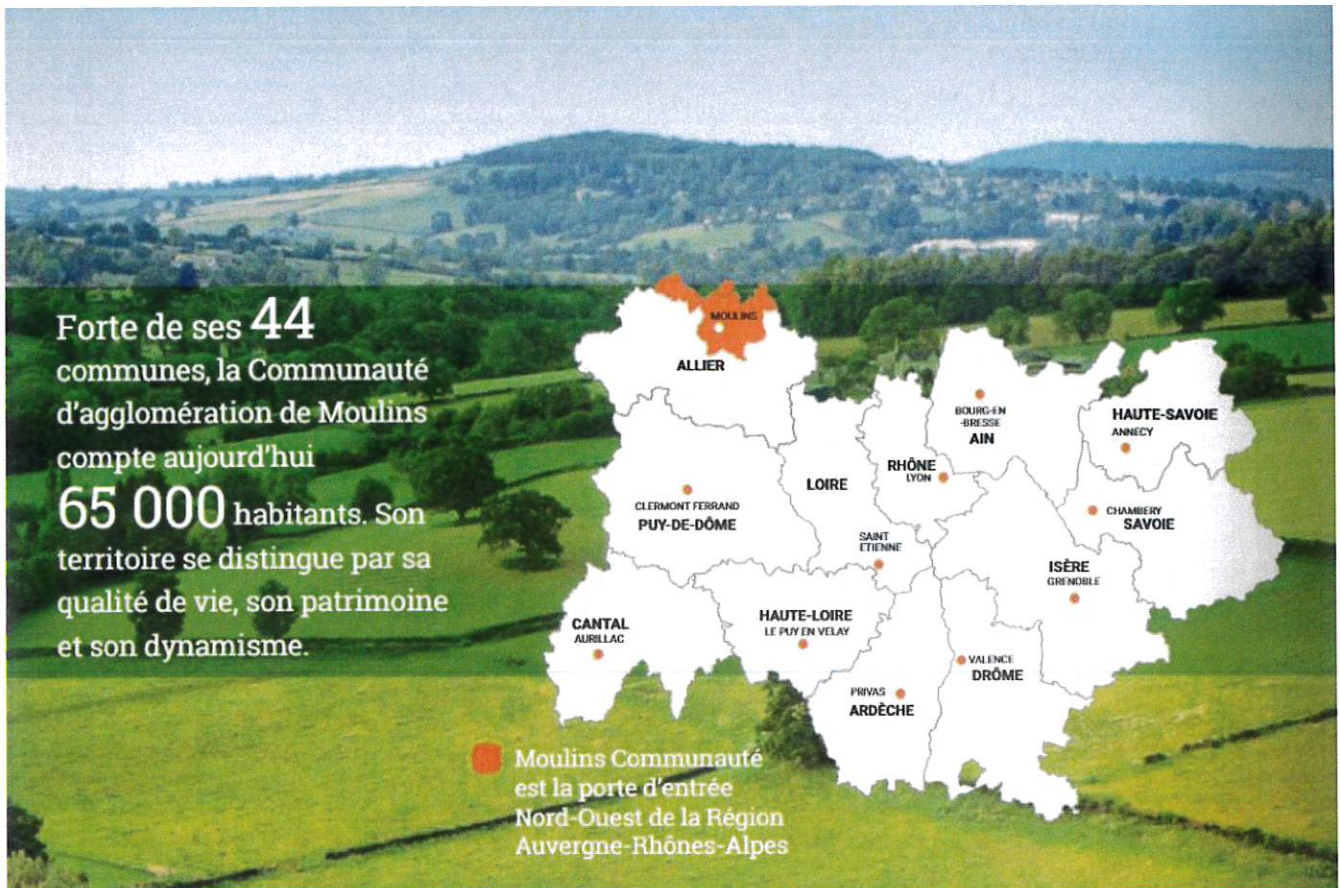 Forte de ses 44
communes, la Communauté
d'agglomération de Moulins
compte aujourd'hui
65 000 habitants. Son
territoire se distingue par sa
qualité de vie, son patrimoine
et son dynamisme.
MOULINS
ALLIER
BOURG-EN
-BRESSE
AIN
HAUTE-SAVOIE
ANNECY
RHÔNE
LYON
LOIRE
CLERMONT FERRAND
PUY-DE-DÔME
CHAMBERY
SAVOIE
SAINT
ETIENNE
ISÈRE
GRENOBLE
CANTAL
AURILLAC
HAUTE-LOIRE
LE PUY EN VELAY
VALENCE
DRÔME
PRIVAS
ARDÈCHE
Moulins Communauté
est la porte d'entrée
Nord-Ouest de la Région
Auvergne-Rhônes-Alpes